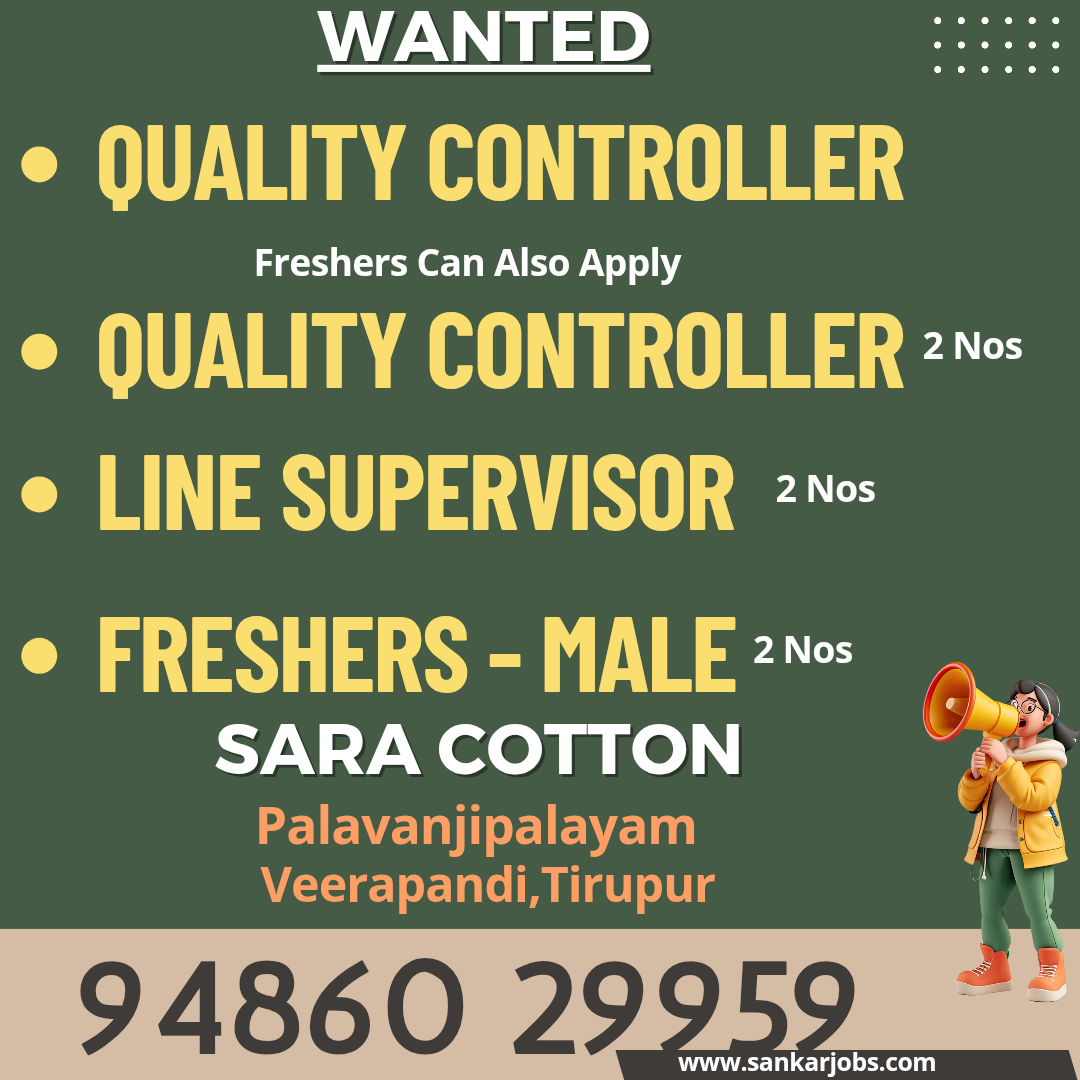 WANTED
• QUALITY CONTROLLER
Freshers Can Also Apply
• QUALITY CONTROLLER 2 Nos
• LINE SUPERVISOR 2 Nos
• FRESHERS - MALE 2 Nos
SARA COTTON
Palavanjipalayam
Veerapandi,Tirupur
94860 29959
www.sankarjobs.com